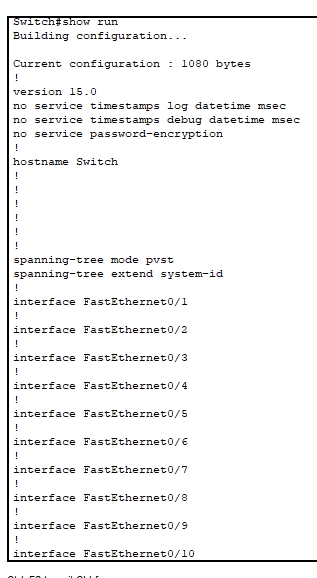 Switch#show run
Building configuration...
Current configuration : 1080 bytes
!
version 15.0
no service timestamps log datetime msec
no service timestamps debug datetime msec
no service password-encryption
!
hostname Switch
!
!
!
!
!
!
spanning-tree mode pvst
spanning-tree extend system-id
!
interface FastEthernet0/1
!
interface FastEthernet0/2
!
interface FastEthernet0/3
!
interface FastEthernet0/4
!
interface FastEthernet0/5
!
interface FastEthernet0/6
!
interface FastEthernet0/7
!
interface FastEthernet0/8
!
interface FastEthernet0/9
!
interface FastEthernet0/10